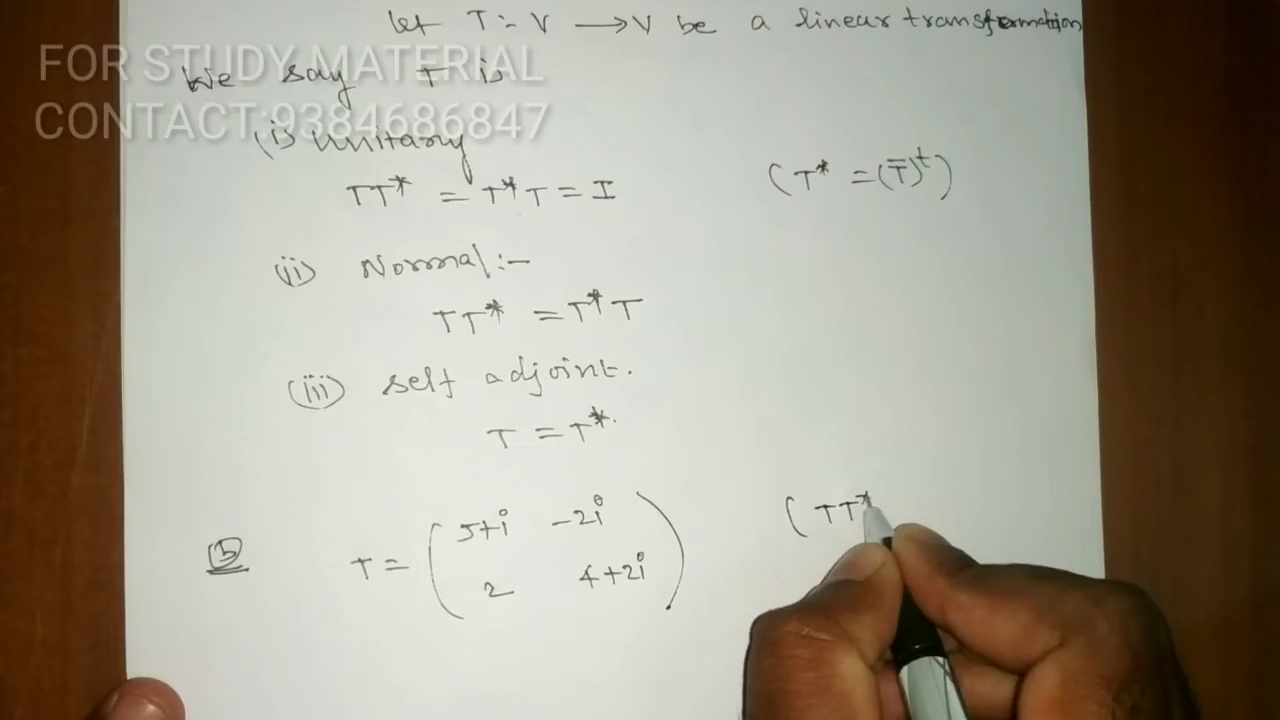 let T:- V → V be a linear transformation
We say T is
FOR STUDY MATERIAL
CONTACT:9384686847
(i) Unitary
TT* = T*T = I
(T* = (T̅)ᵗ)
(ii) Normal:-
TT* = T*T
(iii) self adjoint.
T = T*.
T = ( 5+i -2i
2 4+2i )
( TT*